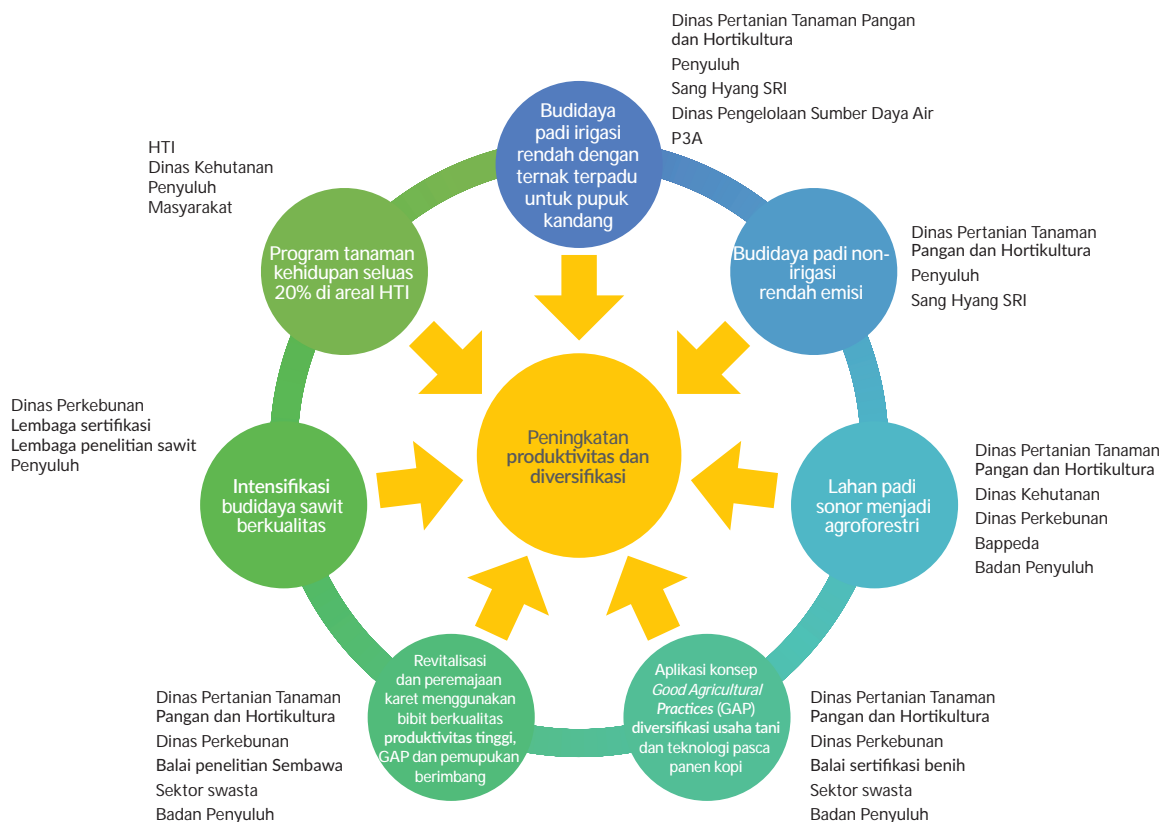 Dinas Pertanian Tanaman Pangan
dan Hortikultura
Penyuluh
Sang Hyang SRI
Dinas Pengelolaan Sumber Daya Air
P3A
Budidaya
padi irigasi
rendah dengan
ternak terpadu
untuk pupuk
kandang
HTI
Dinas Kehutanan
Penyuluh
Masyarakat
Program tanaman
kehidupan seluas
20% di areal HTI
Budidaya padi non-
irigasi
rendah emisi
Dinas Pertanian Tanaman
Pangan dan Hortikultura
Penyuluh
Sang Hyang SRI
Dinas Perkebunan
Lembaga sertifikasi
Lembaga penelitian sawit
Penyuluh
Intensifikasi
budidaya sawit
berkualitas
Peningkatan
produktivitas dan
diversifikasi
Lahan padi
sonor menjadi
agroforestri
Dinas Pertanian Tanaman
Pangan dan Hortikultura
Dinas Kehutanan
Dinas Perkebunan
Bappeda
Badan Penyuluh
Dinas Pertanian Tanaman
Pangan dan Hortikultura
Dinas Perkebunan
Balai penelitian Sembawa
Sektor swasta
Badan Penyuluh
Revitalisasi
dan peremajaan
karet menggunakan
bibit berkualitas
produktivitas tinggi,
GAP dan pemupukan
berimbang
Aplikasi konsep
Good Agricultural
Practices (GAP)
diversifikasi usaha tani
dan teknologi pasca
panen kopi
Dinas Pertanian Tanaman
Pangan dan Hortikultura
Dinas Perkebunan
Balai sertifikasi benih
Sektor swasta
Badan Penyuluh